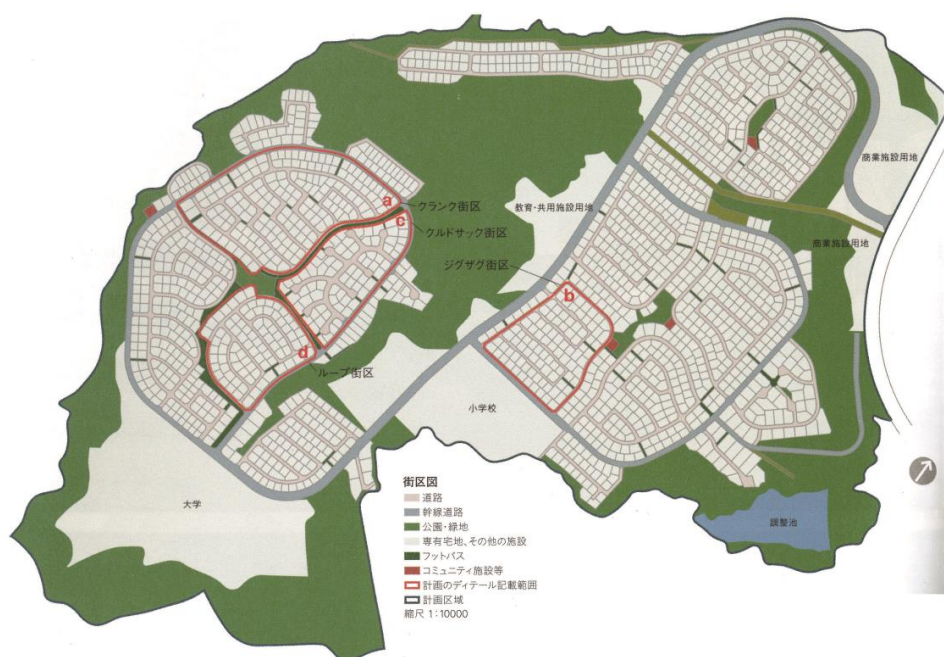 商業施設用地
a
クランク街区
教育・共用施設用地
c
クルドサック街区
商業施設用地
ジグザグ街区
b
d
ループ街区
小学校
大学
調整池
街区図
道路
幹線道路
公園・緑地
専有宅地、その他の施設
フットパス
コミュニティ施設等
計画のディテール記載範囲
計画区域
縮尺 1:10000